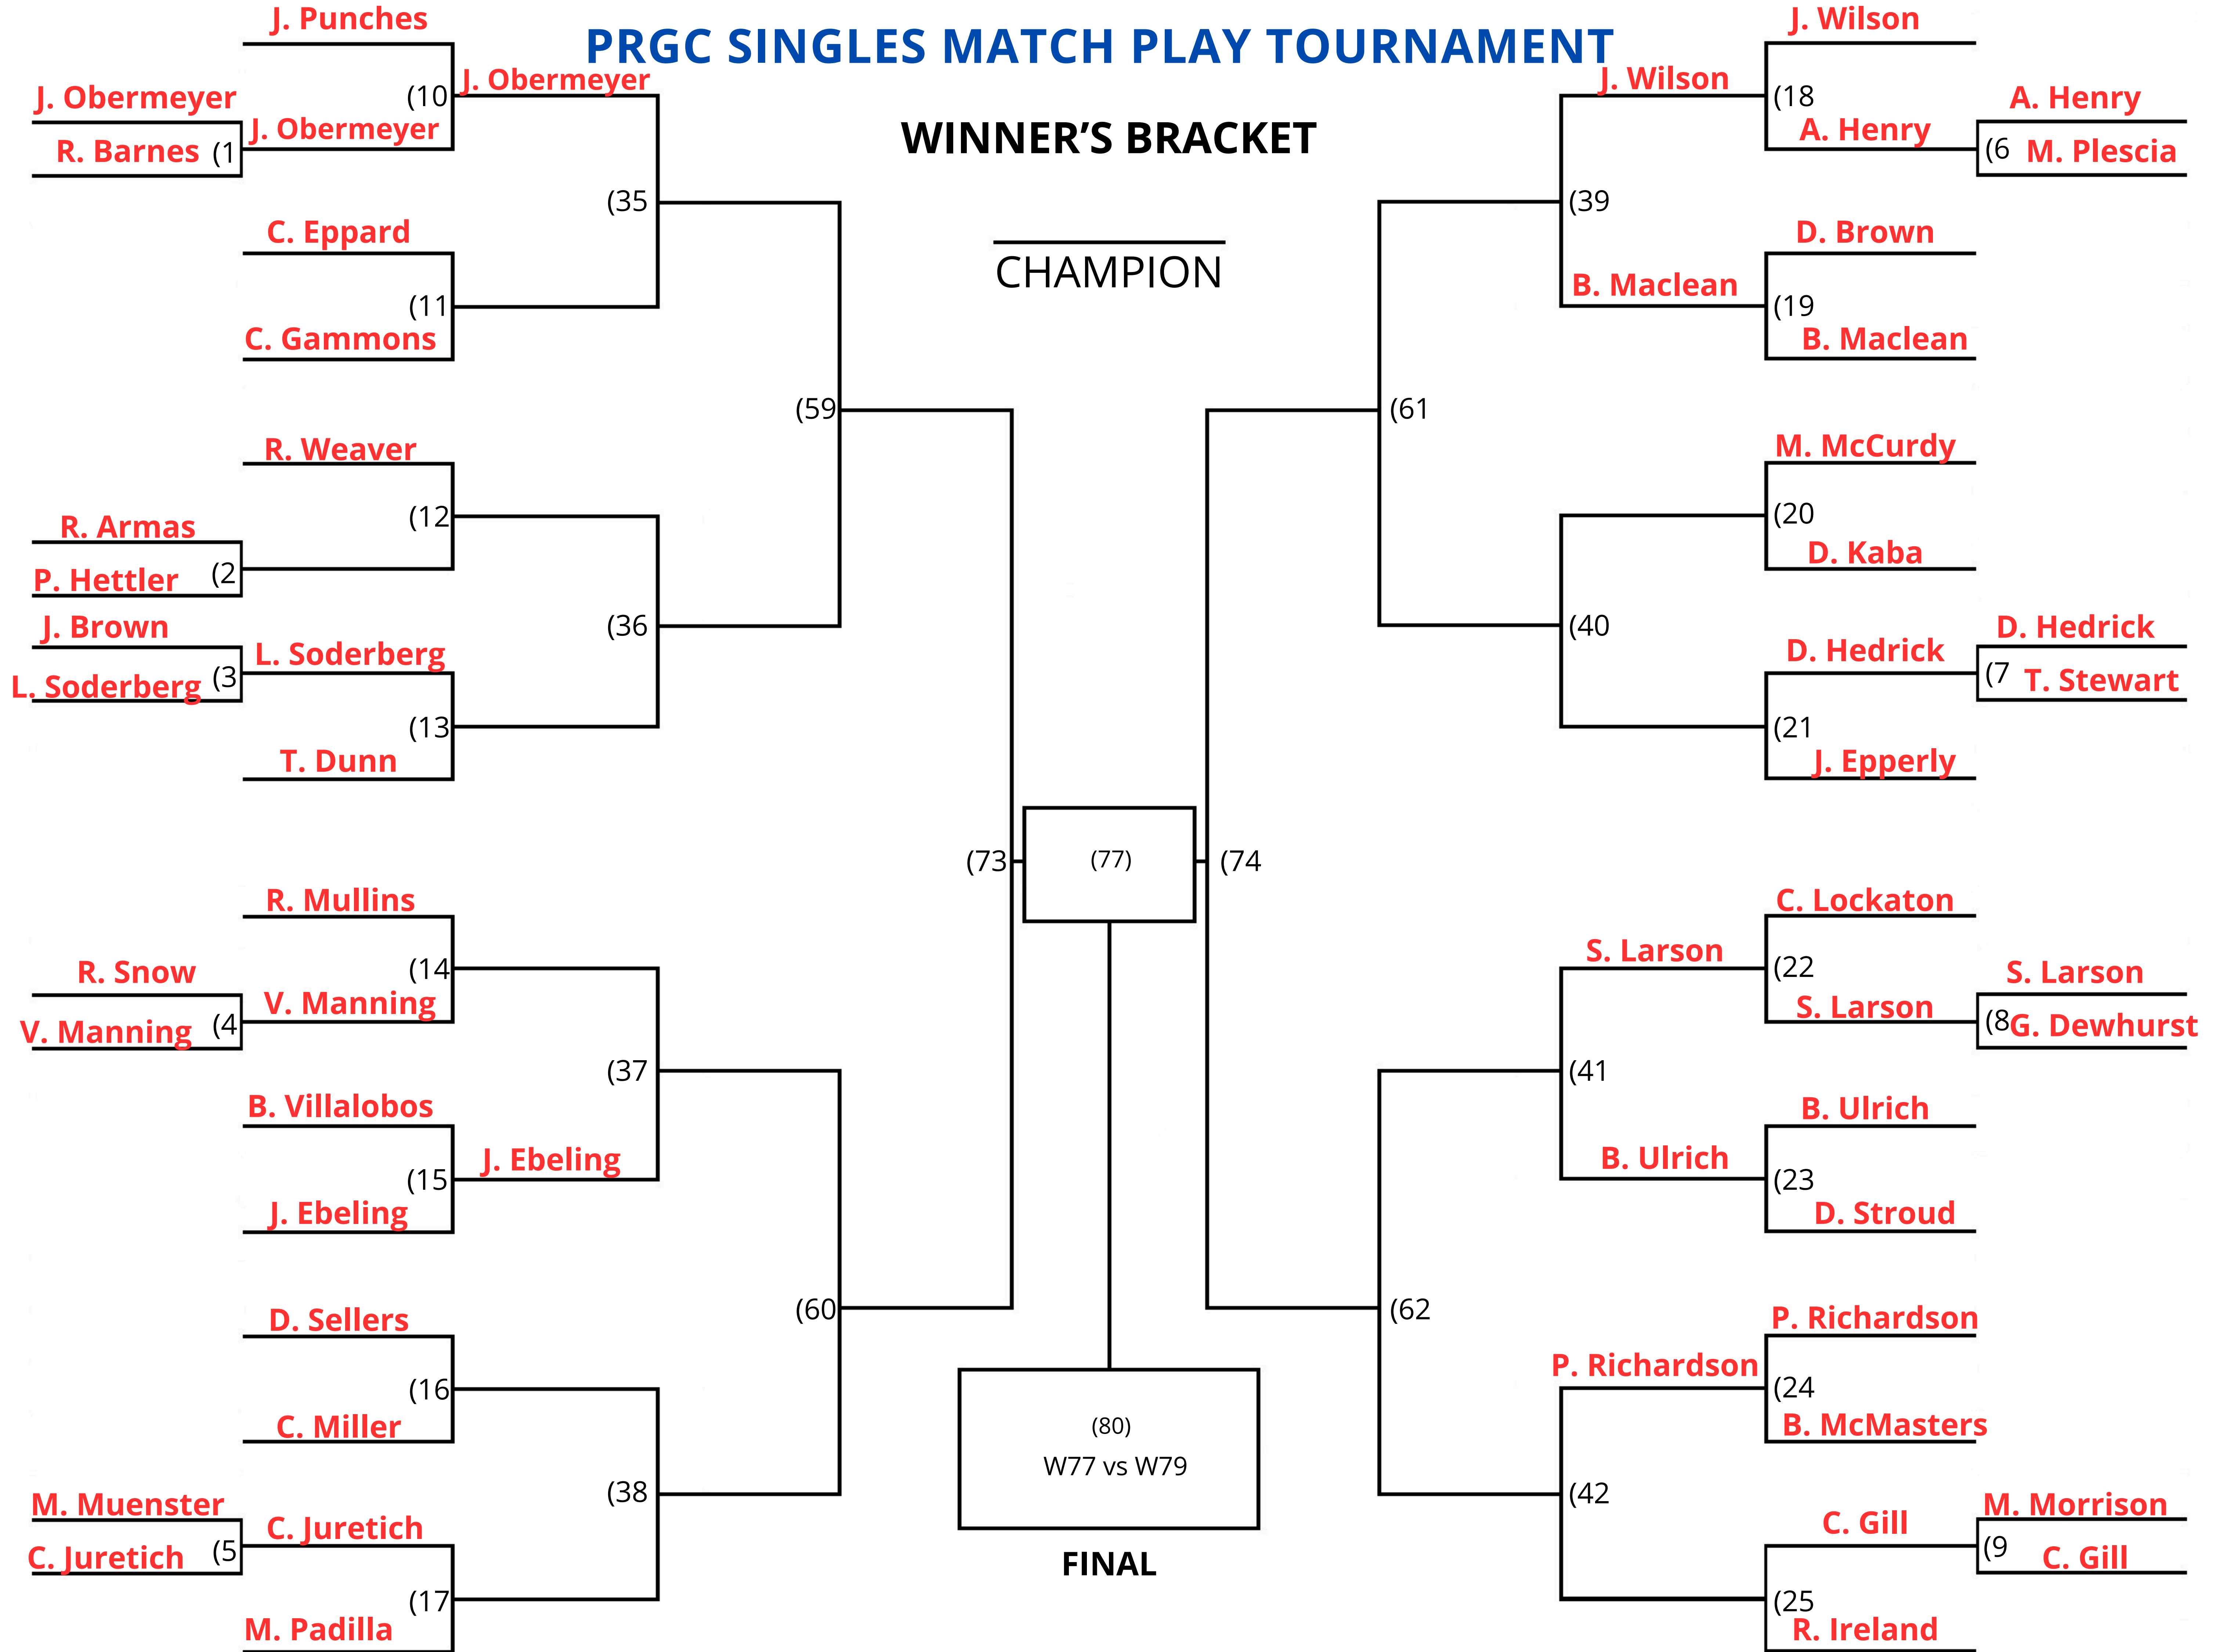 PRGC SINGLES MATCH PLAY TOURNAMENT
WINNER'S BRACKET
CHAMPION
J. Punches
J. Obermeyer
(10
J. Obermeyer
R. Barnes
(1
J. Obermeyer
(35
C. Eppard
(11
C. Gammons
(59
R. Weaver
(12
R. Armas
P. Hettler
(2
(36
J. Brown
L. Soderberg
(3
L. Soderberg
(13
T. Dunn
(73
R. Mullins
(14
R. Snow
V. Manning
(4
V. Manning
(37
B. Villalobos
(15
J. Ebeling
J. Ebeling
(60
D. Sellers
(16
C. Miller
(38
M. Muenster
C. Juretich
(5
C. Juretich
(17
M. Padilla
(77)
(80)
W77 vs W79
FINAL
J. Wilson
J. Wilson
(18
A. Henry
A. Henry
(6
M. Plescia
(39
D. Brown
B. Maclean
(19
B. Maclean
(61
M. McCurdy
(20
D. Kaba
(40
D. Hedrick
D. Hedrick
(7
T. Stewart
(21
J. Epperly
(74
C. Lockaton
S. Larson
(22
S. Larson
S. Larson
(8
G. Dewhurst
(41
B. Ulrich
B. Ulrich
(23
D. Stroud
(62
P. Richardson
P. Richardson
(24
B. McMasters
(42
M. Morrison
C. Gill
(9
C. Gill
(25
R. Ireland